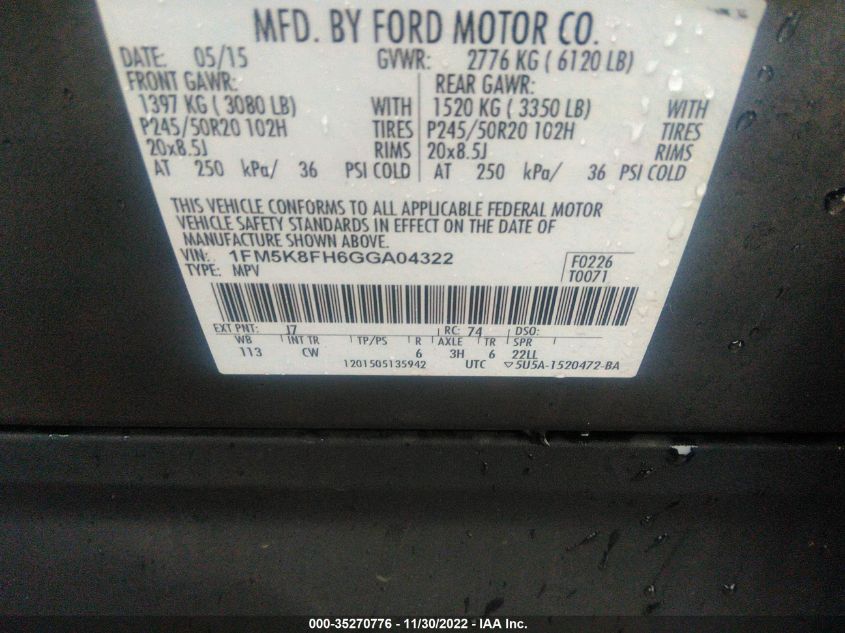 MFD. BY FORD MOTOR CO.
DATE: 05/15 GVWR: 2776 KG ( 6120 LB)
FRONT GAWR: REAR GAWR:
1397 KG ( 3080 LB) WITH 1520 KG ( 3350 LB) WITH
P245/50R20 102H TIRES P245/50R20 102H TIRES
20x8.5J RIMS 20x8.5J RIMS
AT 250 kPa/ 36 PSI COLD AT 250 kPa/ 36 PSI COLD
THIS VEHICLE CONFORMS TO ALL APPLICABLE FEDERAL MOTOR
VEHICLE SAFETY STANDARDS IN EFFECT ON THE DATE OF
MANUFACTURE SHOWN ABOVE.
VIN: 1FM5K8FH6GGA04322 F0226
TYPE: MPV T0071
EXT PNT: J7 RC: 74 DSO:
WB INT TR TP/PS R AXLE TR SPR
113 CW 6 3H 6 22LL
1201505135942 UTC ▽5U5A-1520472-BA
000-35270776 - 11/30/2022 - IAA Inc.